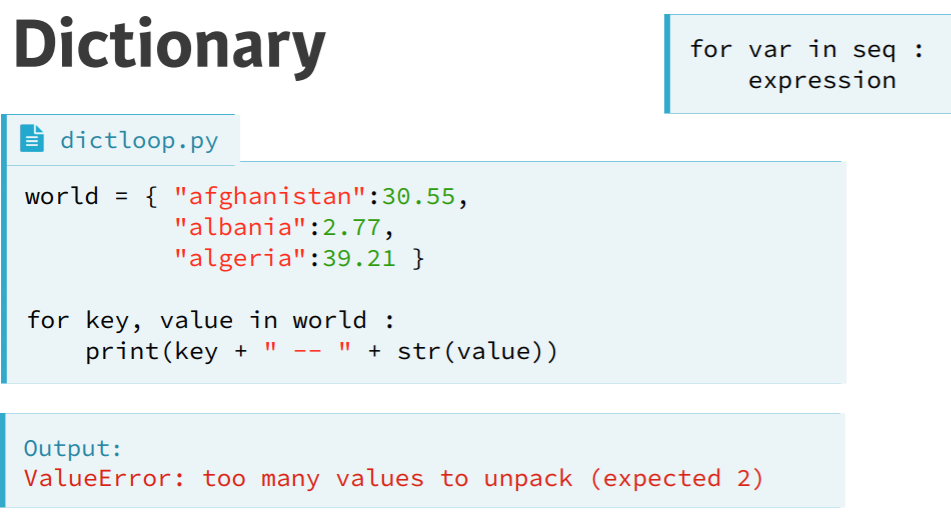 Dictionary
for var in seq :
    expression
dictloop.py
world = { "afghanistan":30.55,
          "albania":2.77,
          "algeria":39.21 }
for key, value in world :
    print(key + " -- " + str(value))
Output:
ValueError: too many values to unpack (expected 2)